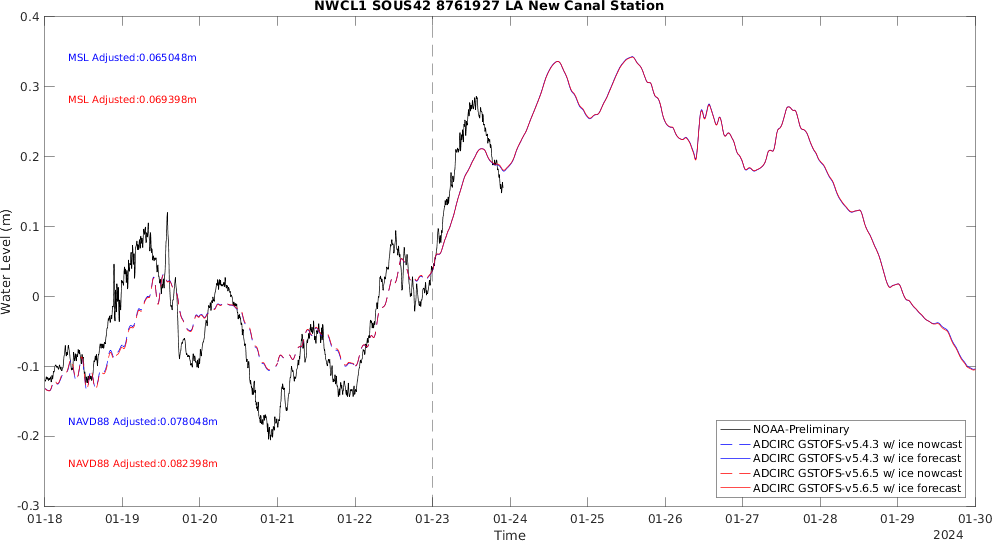 NWCL1 SOUS42 8761927 LA New Canal Station
0.4
0.3
0.2
0.1
0
-0.1
-0.2
-0.3
Water Level (m)
MSL Adjusted:0.065048m
MSL Adjusted:0.069398m
NAVD88 Adjusted:0.078048m
NAVD88 Adjusted:0.082398m
NOAA-Preliminary
ADCIRC GSTOFS-v5.4.3 w/ ice nowcast
ADCIRC GSTOFS-v5.4.3 w/ ice forecast
ADCIRC GSTOFS-v5.6.5 w/ ice nowcast
ADCIRC GSTOFS-v5.6.5 w/ ice forecast
01-18 01-19 01-20 01-21 01-22 01-23 01-24 01-25 01-26 01-27 01-28 01-29 01-30
Time
2024